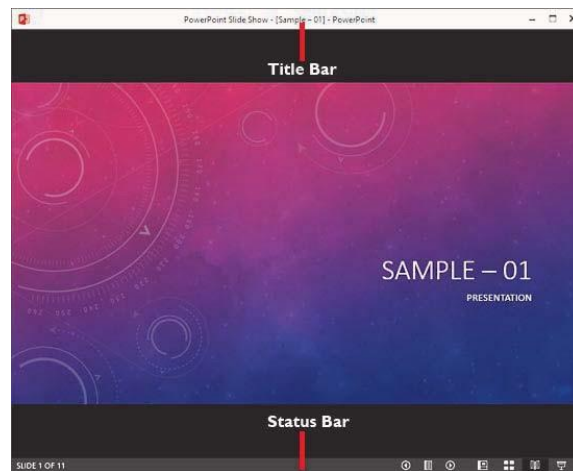 PowerPoint Slide Show - [Sample – 01] - PowerPoint
Title Bar
SAMPLE – 01
PRESENTATION
Status Bar
SLIDE 1 OF 11